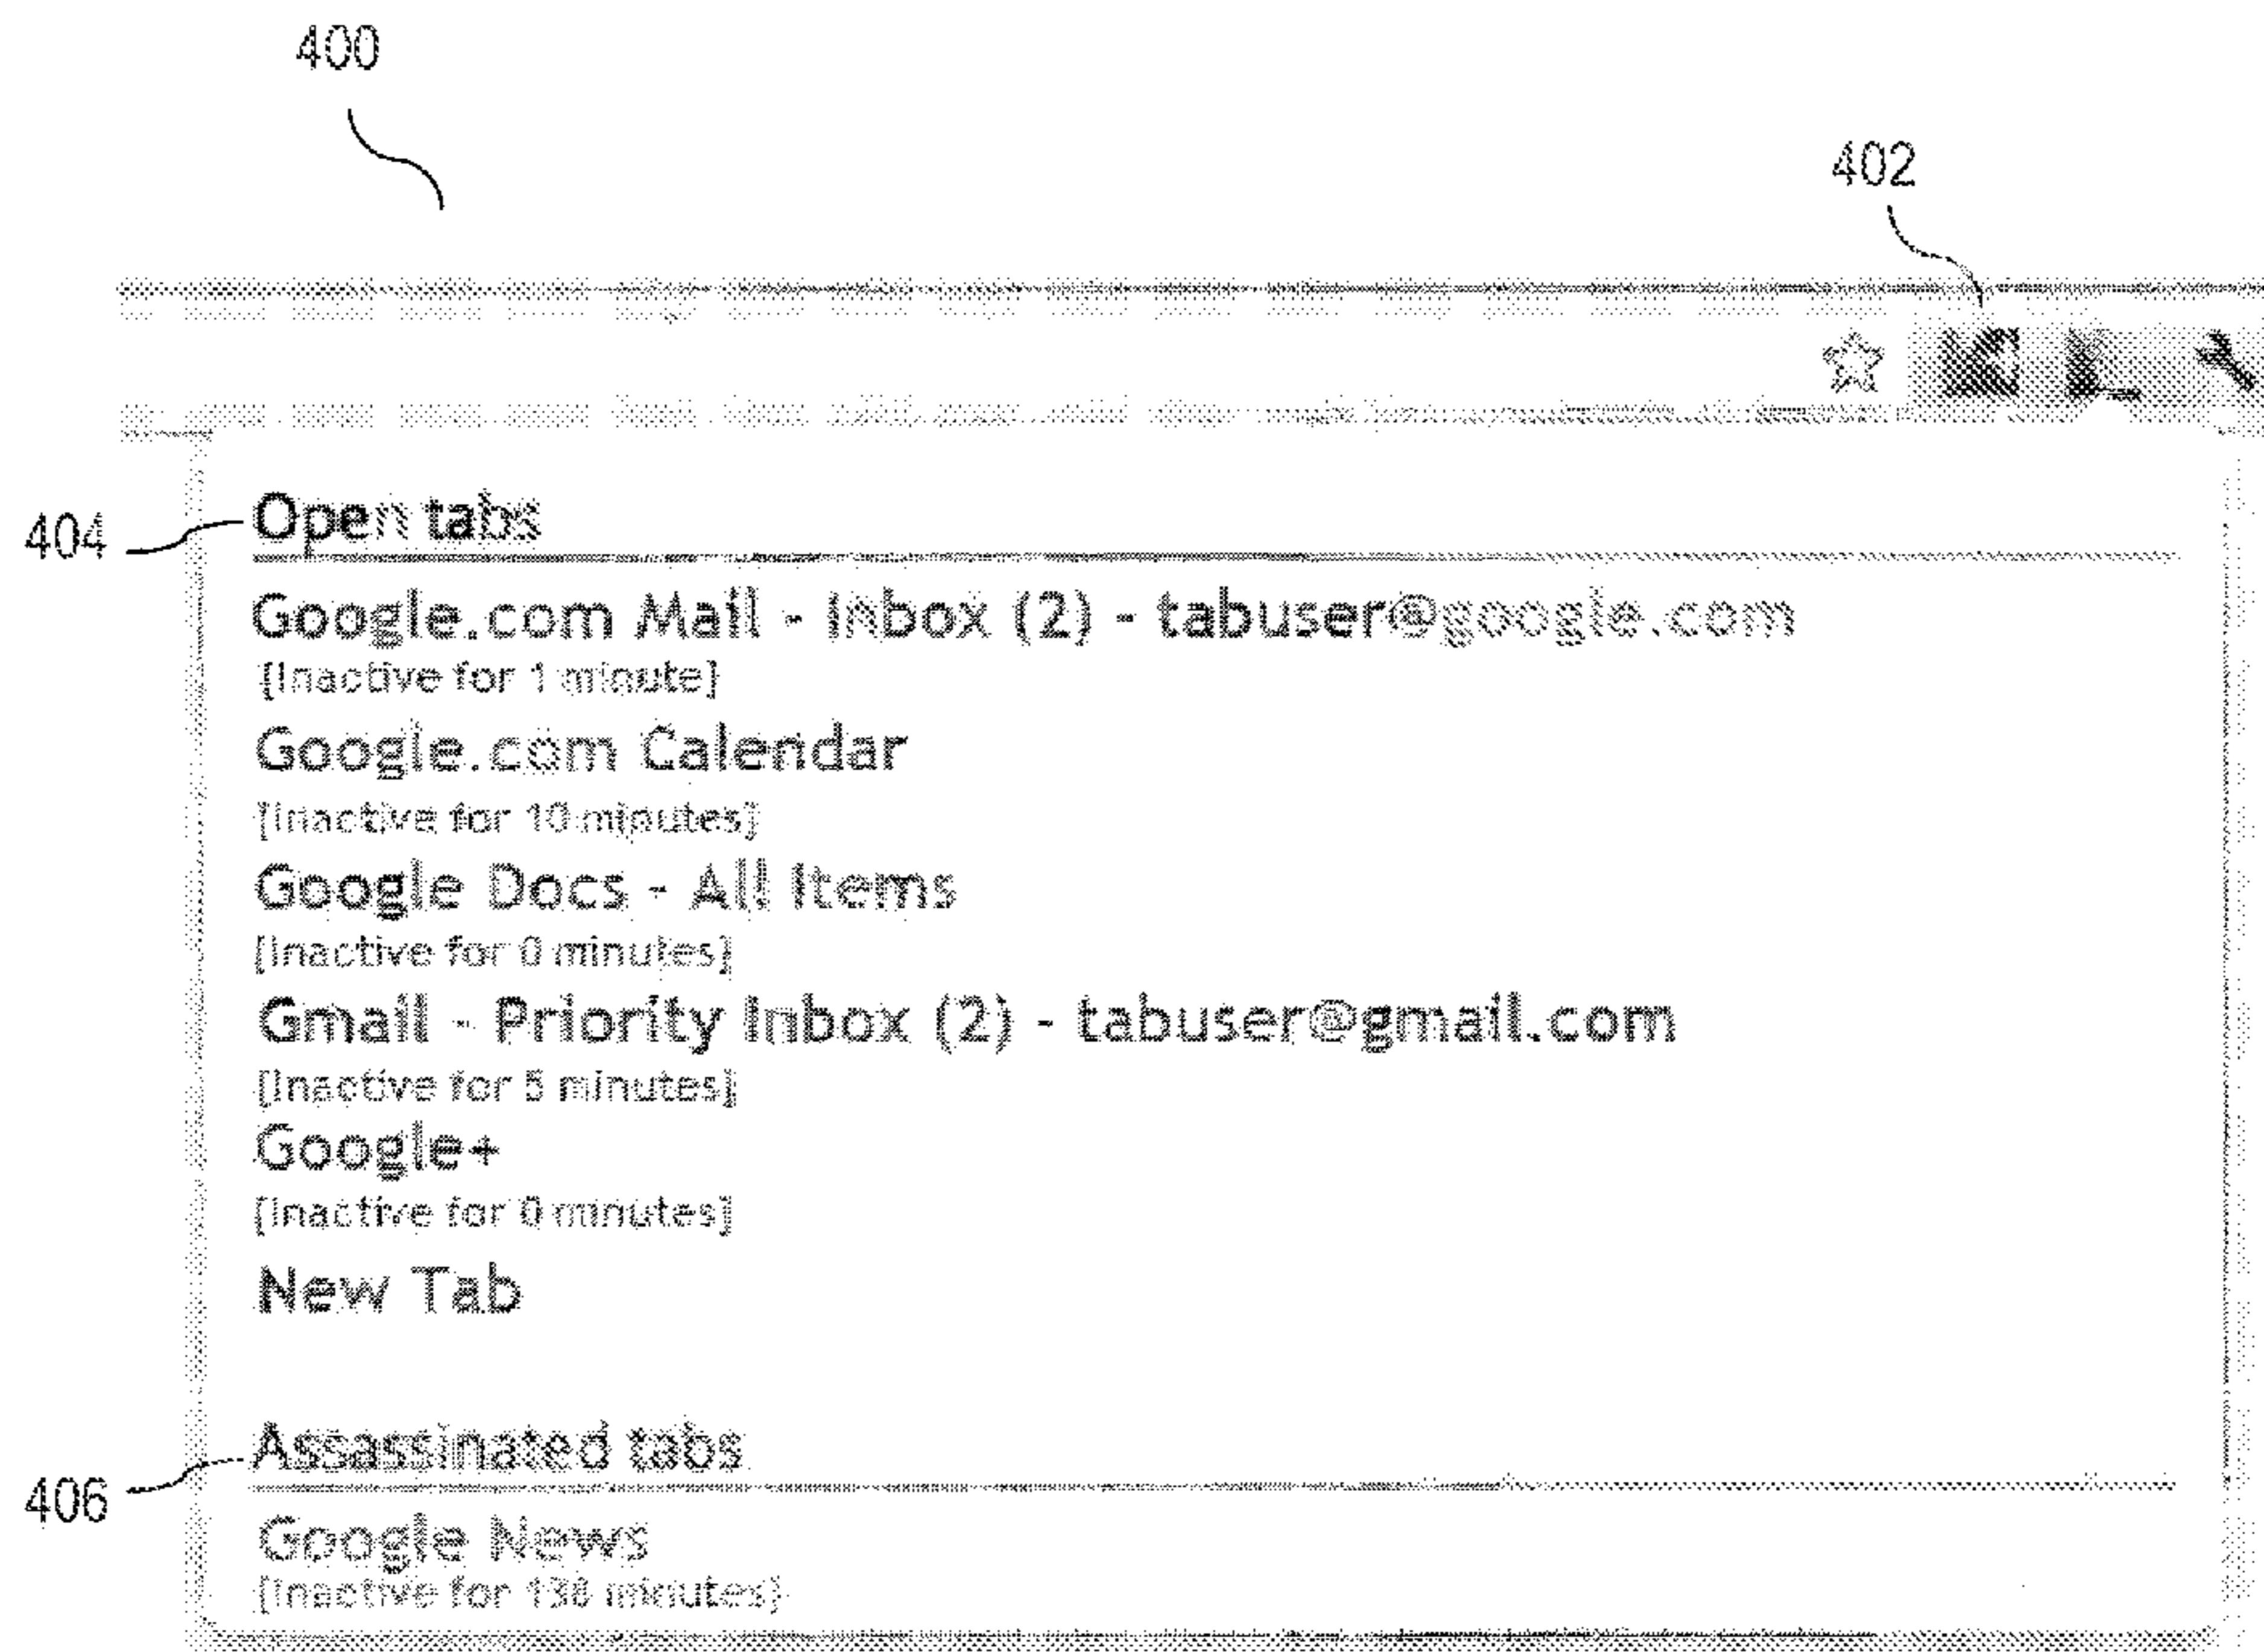 400
402
404
Open tabs
Google.com Mail - Inbox (2) - tabuser@google.com
[Inactive for 1 minute]
Google.com Calendar
[Inactive for 10 minutes]
Google Docs - All Items
[Inactive for 0 minutes]
Gmail - Priority Inbox (2) - tabuser@gmail.com
[Inactive for 5 minutes]
Google+
[Inactive for 0 minutes]
New Tab
Assassinated tabs
406
Google News
[Inactive for minutes]